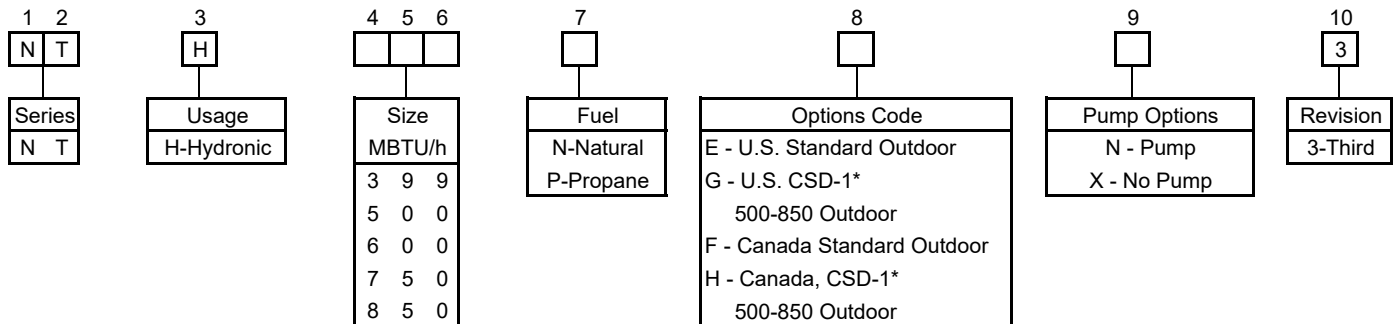 1 2 3 4 5 6 7 8 9 10
N T H 3
Series Usage Size Fuel Options Code Pump Options Revision
N T H-Hydronic MBTU/h N-Natural E - U.S. Standard Outdoor N - Pump 3-Third
3 9 9 P-Propane G - U.S. CSD-1* X - No Pump
5 0 0 500-850 Outdoor
6 0 0 F - Canada Standard Outdoor
7 5 0 H - Canada, CSD-1*
8 5 0 500-850 Outdoor